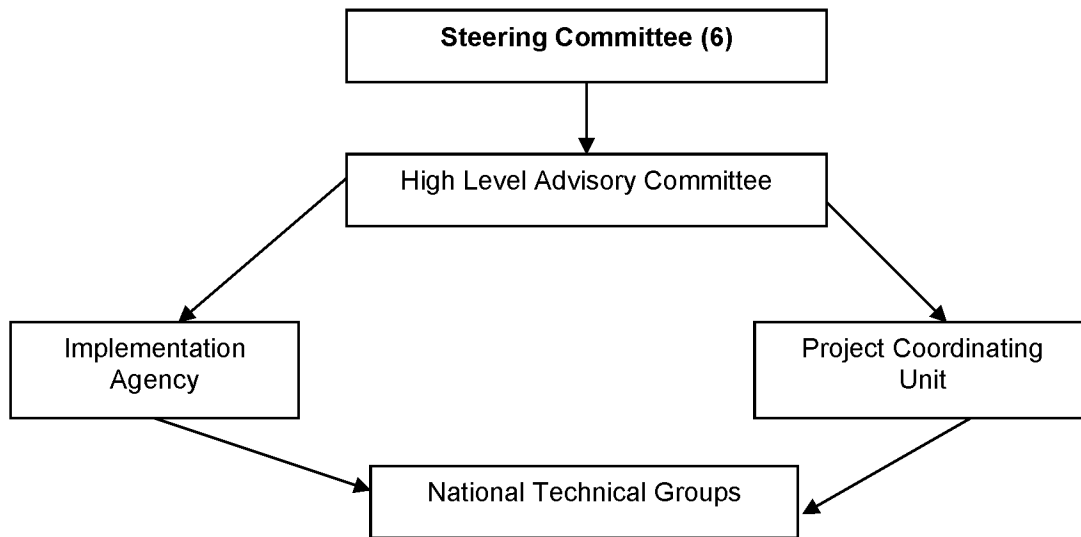 Steering Committee (6)
High Level Advisory Committee
Implementation
Agency
Project Coordinating
Unit
National Technical Groups